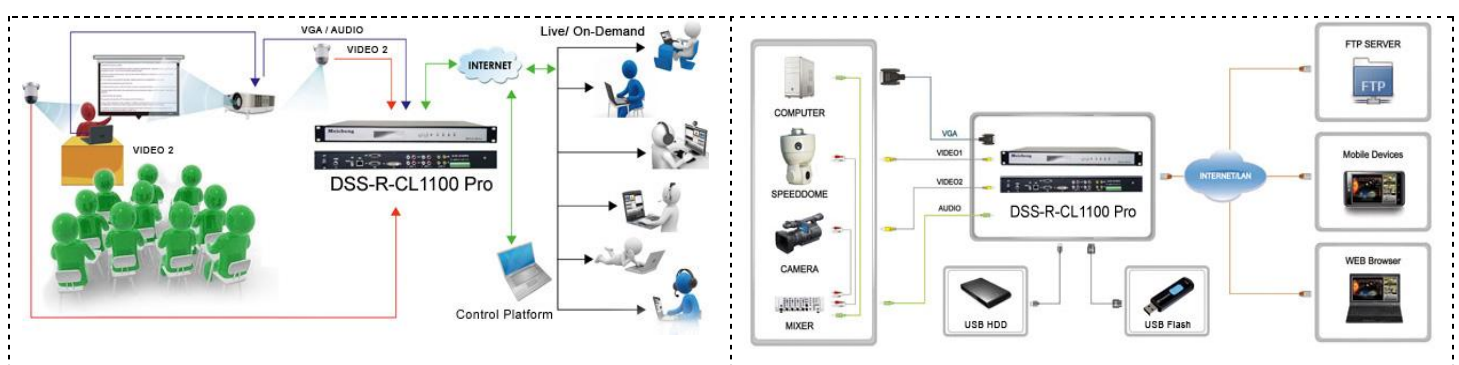 VGA / AUDIO
VIDEO 2
Live/ On-Demand
INTERNET
VIDEO 2
DSS-R-CL1100 Pro
Control Platform
COMPUTER
SPEEDDOME
CAMERA
MIXER
VGA
VIDEO1
VIDEO2
AUDIO
DSS-R-CL1100 Pro
USB HDD
USB Flash
INTERNET/LAN
FTP SERVER
FTP
Mobile Devices
WEB Browser